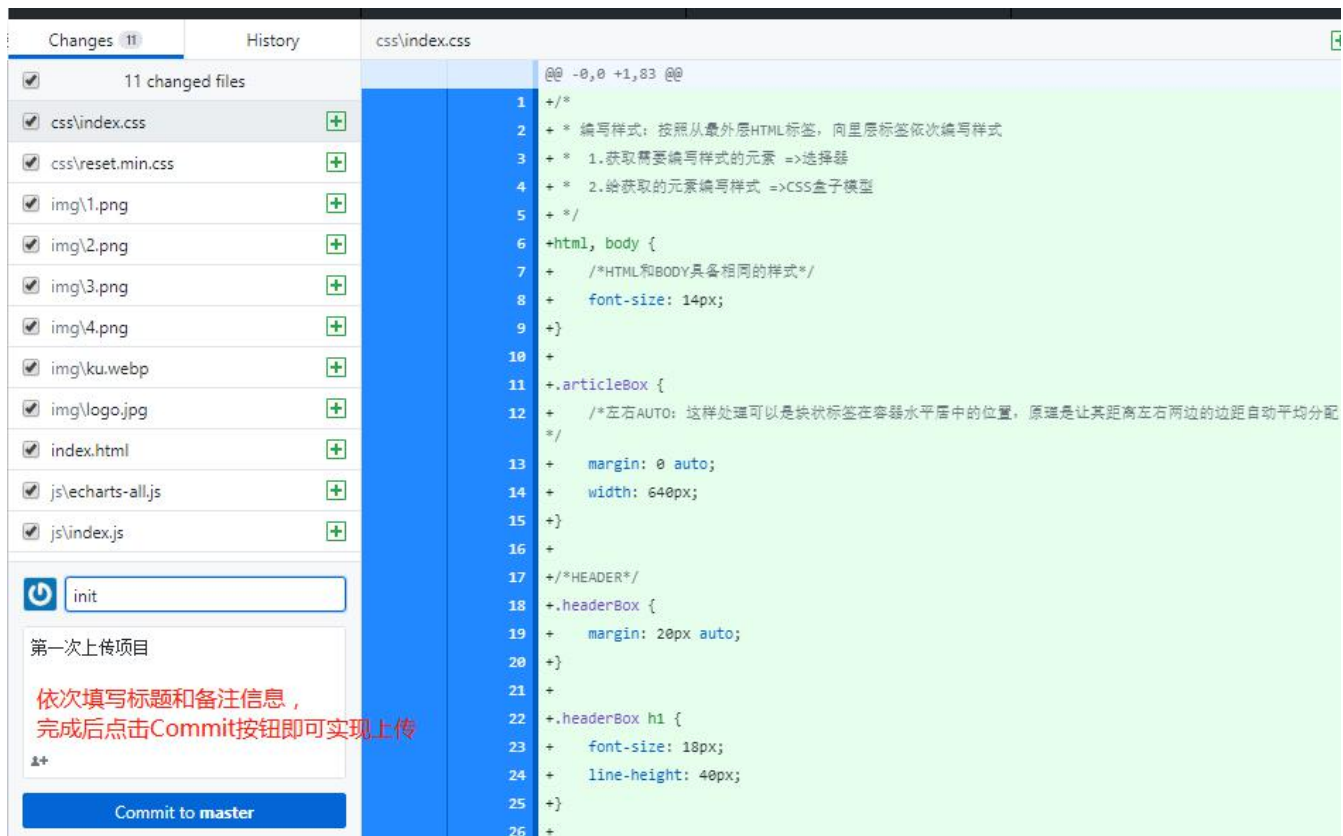 Changes 11 History css\index.css
11 changed files
css\index.css
css\reset.min.css
img\1.png
img\2.png
img\3.png
img\4.png
img\ku.webp
img\logo.jpg
index.html
js\echarts-all.js
js\index.js
init
第一次上传项目
依次填写标题和备注信息，
完成后点击Commit按钮即可实现上传
Commit to master
@@ -0,0 +1,83 @@
1 +/*
2 + * 编写样式：按照从最外层HTML标签，向里层标签依次编写样式
3 + *  1.获取需要编写样式的元素 =>选择器
4 + *  2.给获取的元素编写样式 =>CSS盒子模型
5 + */
6 +html, body {
7 +    /*HTML和BODY具备相同的样式*/
8 +    font-size: 14px;
9 +}
10 +
11 +.articleBox {
12 +    /*左右AUTO：这样处理可以是块状标签在容器水平居中的位置，原理是让其距离左右两边的边距自动平均分配
*/
13 +    margin: 0 auto;
14 +    width: 640px;
15 +}
16 +
17 +/*HEADER*/
18 +.headerBox {
19 +    margin: 20px auto;
20 +}
21 +
22 +.headerBox h1 {
23 +    font-size: 18px;
24 +    line-height: 40px;
25 +}
26 +